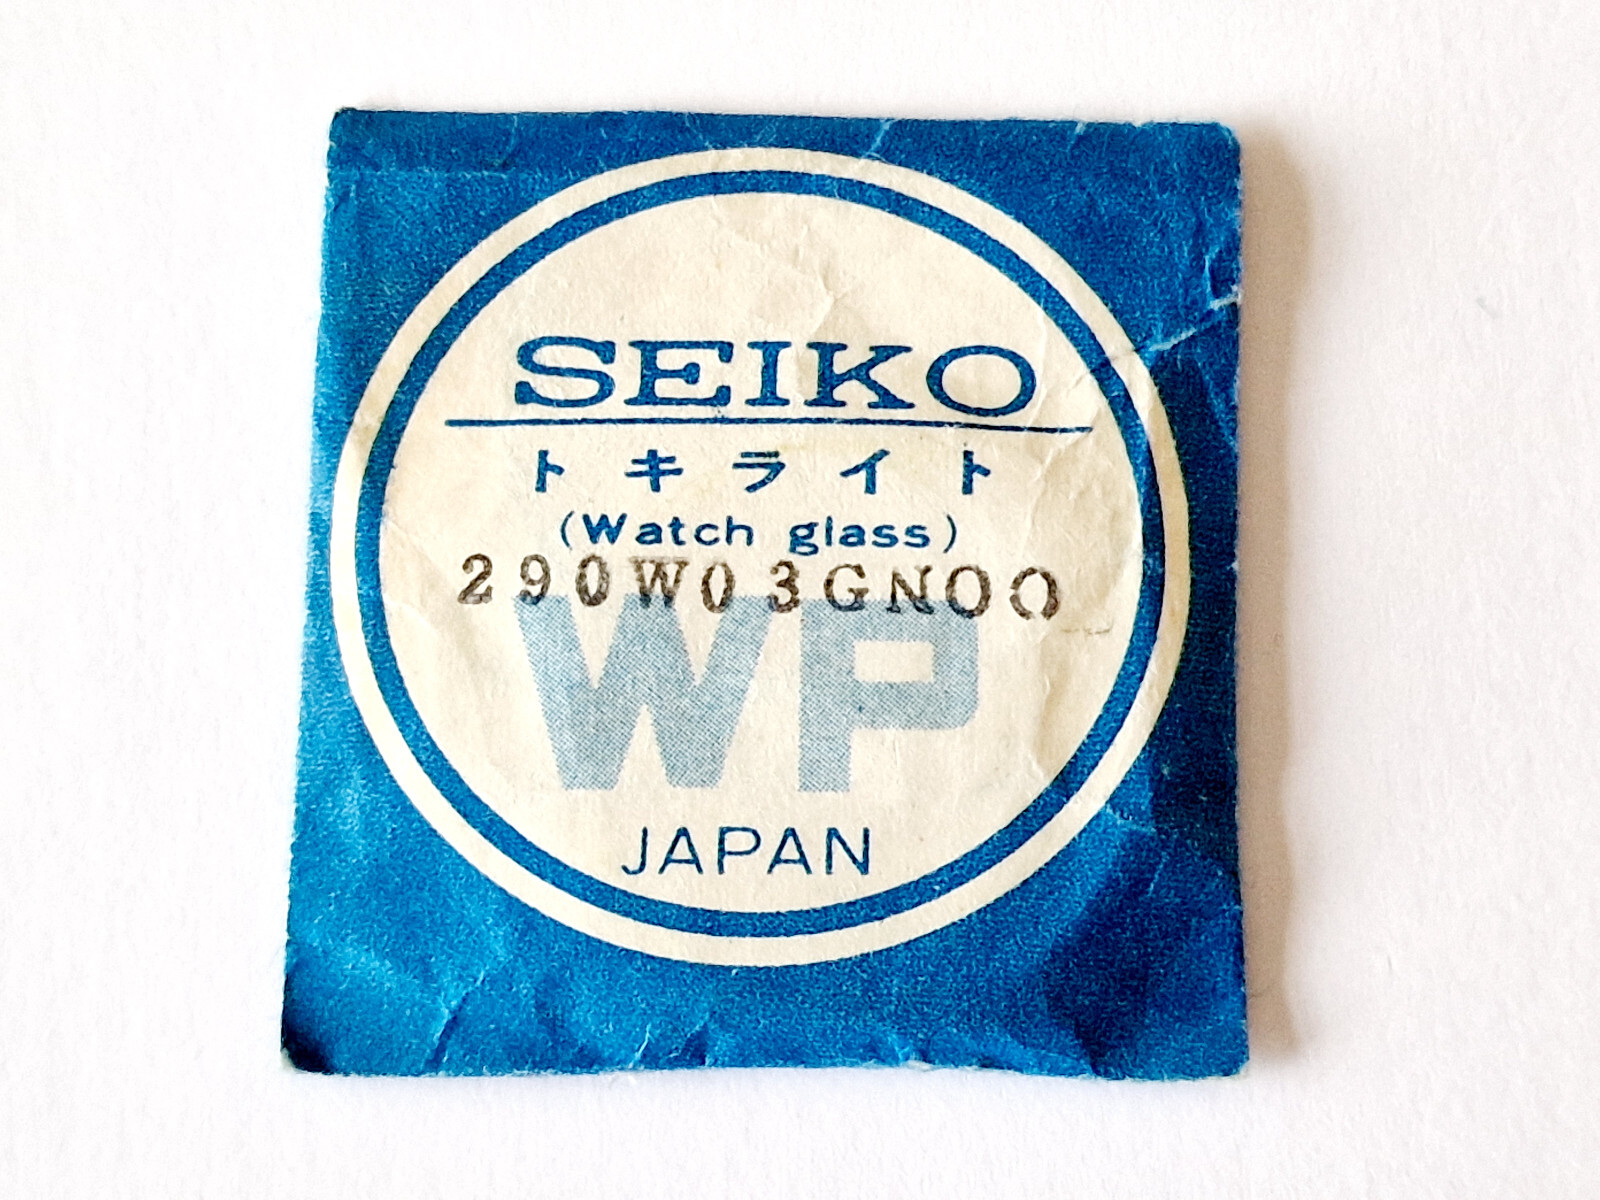 SEIKO
トキライト
(Watch glass)
290W03GN00
WP
JAPAN